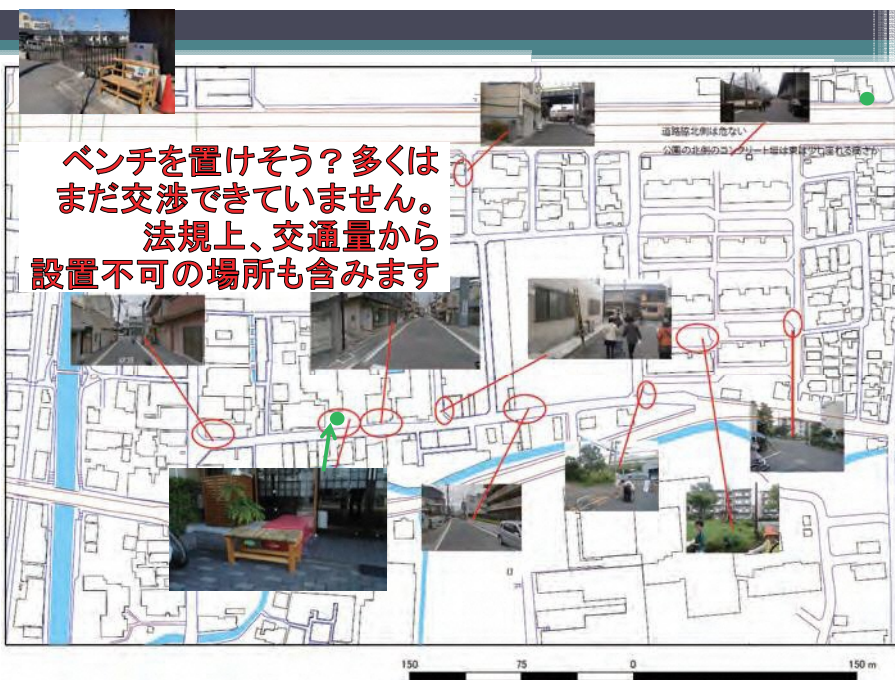 ベンチを置けそう？多くは
まだ交渉できていません。
法規上、交通量から
設置不可の場所も含みます
道路脇北側は危ない
150 75 0 150 m